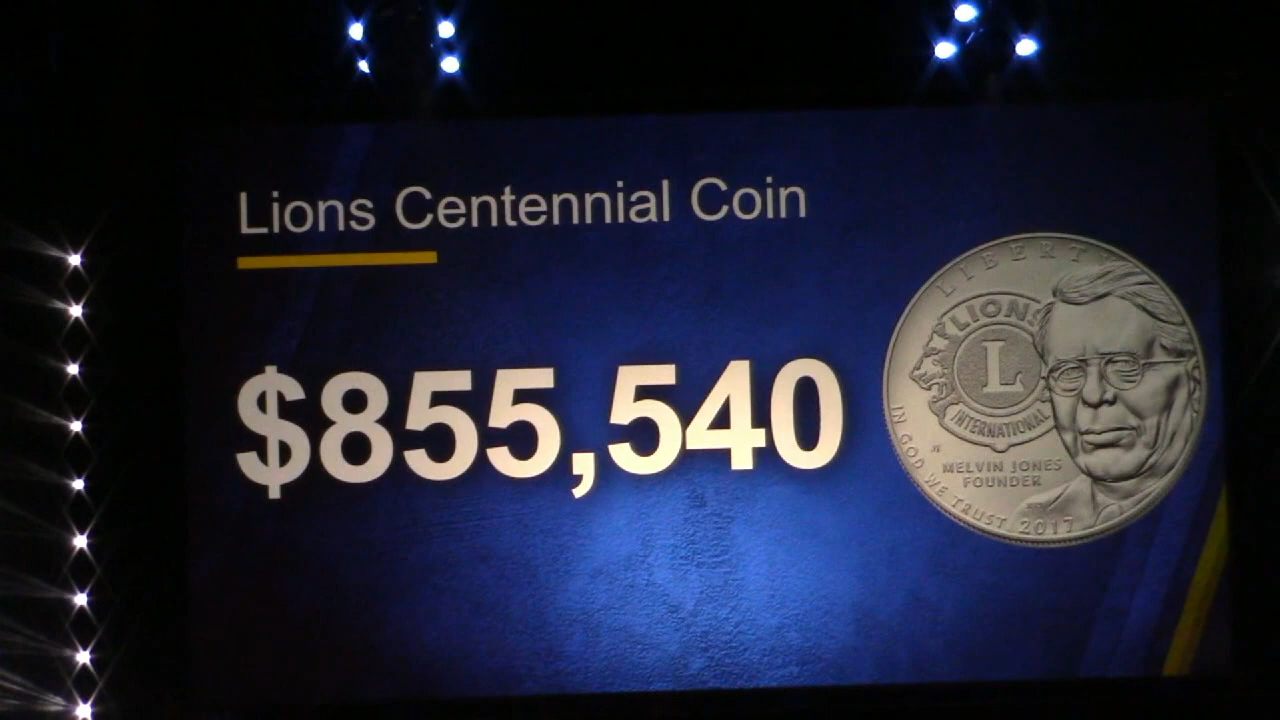 Lions Centennial Coin
$855,540
LIBERTY
LIONS
L
INTERNATIONAL
MELVIN JONES
FOUNDER
IN GOD WE TRUST
2017